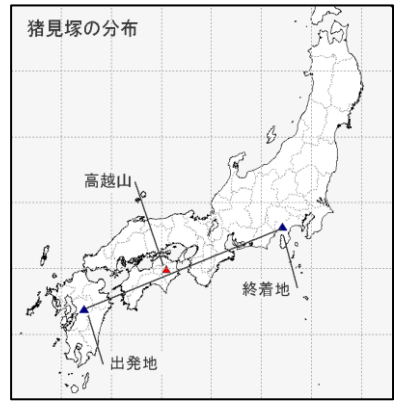 猪見塚の分布
高越山
終着地
出発地